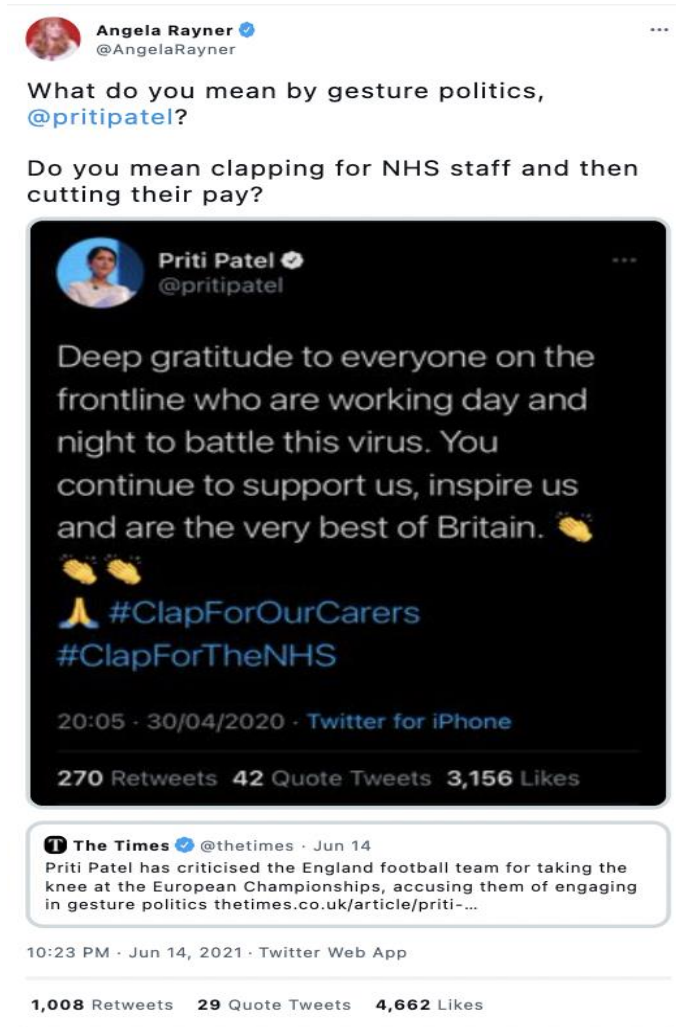 Angela Rayner
@AngelaRayner
What do you mean by gesture politics,
@pritipatel?
Do you mean clapping for NHS staff and then
cutting their pay?
Priti Patel
@pritipatel
Deep gratitude to everyone on the
frontline who are working day and
night to battle this virus. You
continue to support us, inspire us
and are the very best of Britain. 👏
👏👏
🙏 #ClapForOurCarers
#ClapForTheNHS
20:05 · 30/04/2020 · Twitter for iPhone
270 Retweets 42 Quote Tweets 3,156 Likes
T The Times @thetimes · Jun 14
Priti Patel has criticised the England football team for taking the
knee at the European Championships, accusing them of engaging
in gesture politics thetimes.co.uk/article/priti-...
10:23 PM · Jun 14, 2021 · Twitter Web App
1,008 Retweets 29 Quote Tweets 4,662 Likes